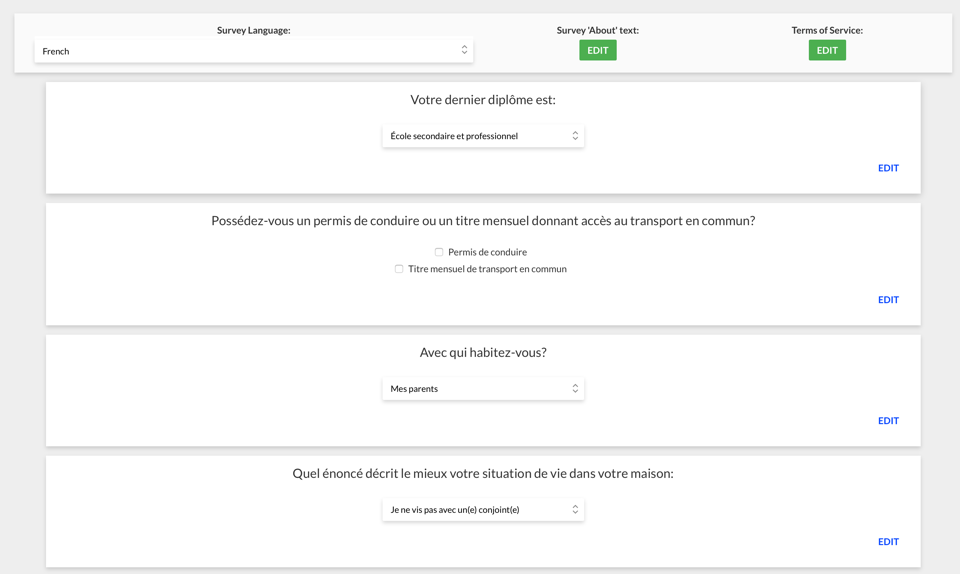 Survey Language:
French
Survey 'About' text:
EDIT
Terms of Service:
EDIT
Votre dernier diplôme est:
École secondaire et professionnel
EDIT
Possédez-vous un permis de conduire ou un titre mensuel donnant accès au transport en commun?
Permis de conduire
Titre mensuel de transport en commun
EDIT
Avec qui habitez-vous?
Mes parents
EDIT
Quel énoncé décrit le mieux votre situation de vie dans votre maison:
Je ne vis pas avec un(e) conjoint(e)
EDIT